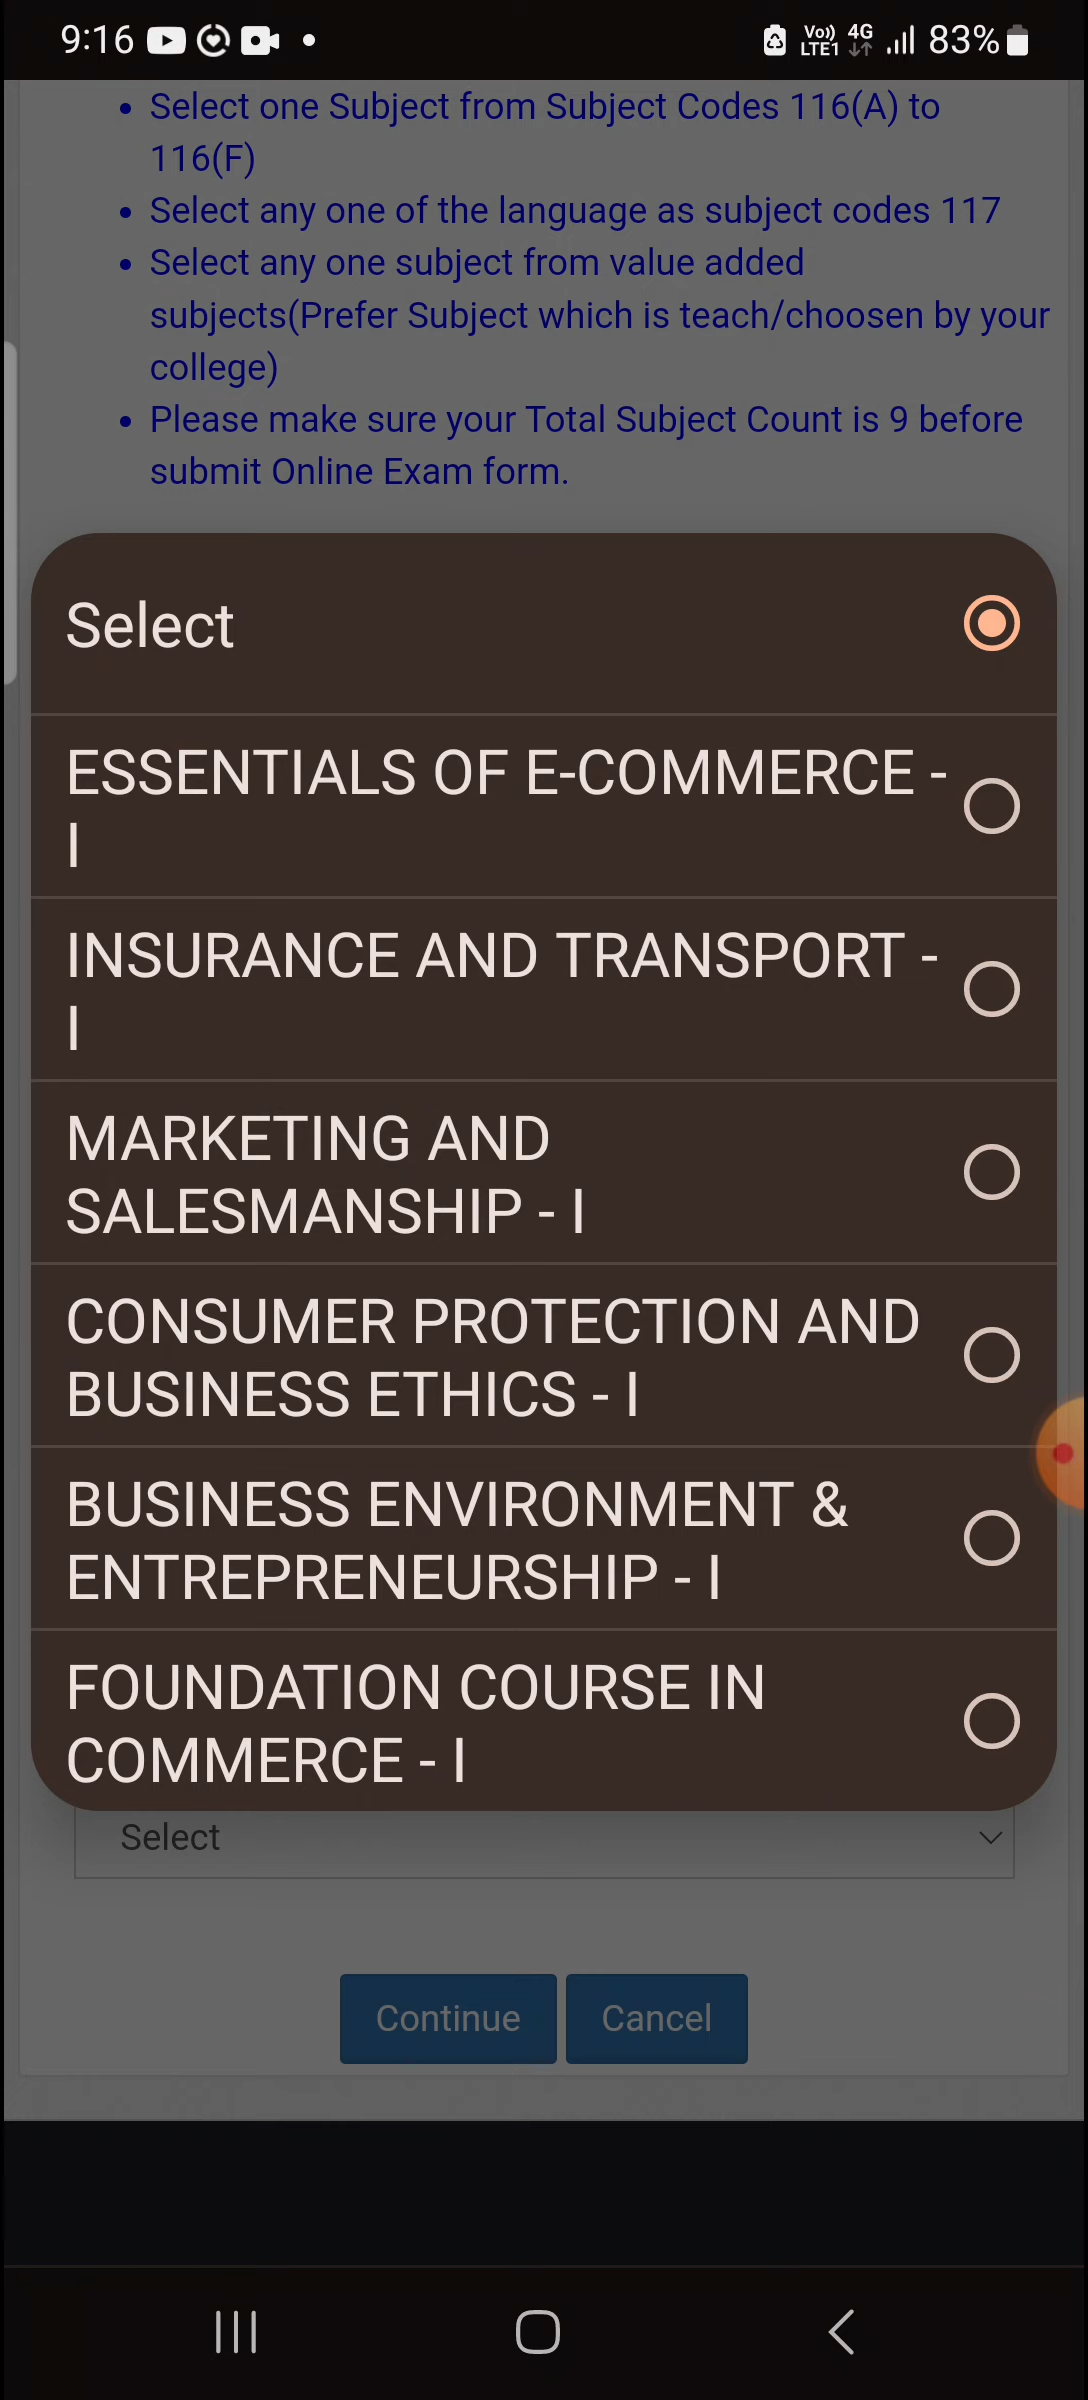 9:16
Vo)) LTE1 4G 83%
Select one Subject from Subject Codes 116(A) to
116(F)
Select any one of the language as subject codes 117
Select any one subject from value added
subjects(Prefer Subject which is teach/choosen by your
college)
Please make sure your Total Subject Count is 9 before
submit Online Exam form.
Select
ESSENTIALS OF E-COMMERCE -
I
INSURANCE AND TRANSPORT -
I
MARKETING AND
SALESMANSHIP - I
CONSUMER PROTECTION AND
BUSINESS ETHICS - I
BUSINESS ENVIRONMENT &
ENTREPRENEURSHIP - I
FOUNDATION COURSE IN
COMMERCE - I
Select
Continue Cancel